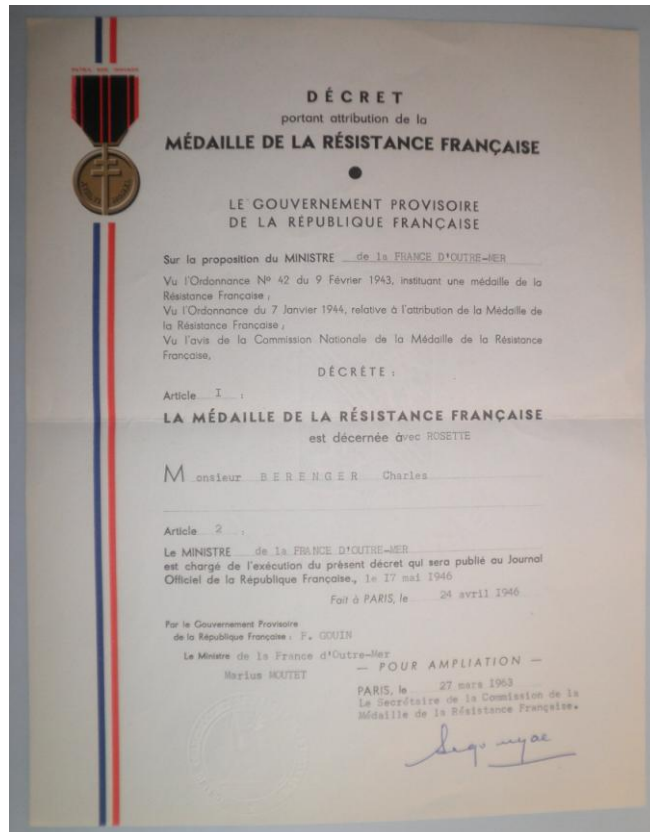 PATRIA NON IMMEMOR
DÉCRET
portant attribution de la
MÉDAILLE DE LA RÉSISTANCE FRANÇAISE
LE GOUVERNEMENT PROVISOIRE
DE LA RÉPUBLIQUE FRANÇAISE
Sur la proposition du MINISTRE de la FRANCE D'OUTRE-MER
Vu l'Ordonnance Nº 42 du 9 Février 1943, instituant une médaille de la
Résistance Française ;
Vu l'Ordonnance du 7 Janvier 1944, relative à l'attribution de la Médaille de
la Résistance Française ;
Vu l'avis de la Commission Nationale de la Médaille de la Résistance
Française,
DÉCRÈTE :
Article I :
LA MÉDAILLE DE LA RÉSISTANCE FRANÇAISE
est décernée avec ROSETTE
Monsieur BERENGER Charles
Article 2 :
Le MINISTRE de la FRANCE D'OUTRE-MER
est chargé de l'exécution du présent décret qui sera publié au Journal
Officiel de la République Française., le 17 mai 1946
Fait à PARIS, le 24 avril 1946
Par le Gouvernement Provisoire
de la République Française : F. GOUIN
Le Ministre de la France d'Outre-Mer
Marius MOUTET
— POUR AMPLIATION —
PARIS, le 27 mars 1963
Le Secrétaire de la Commission de la
Médaille de la Résistance Française.